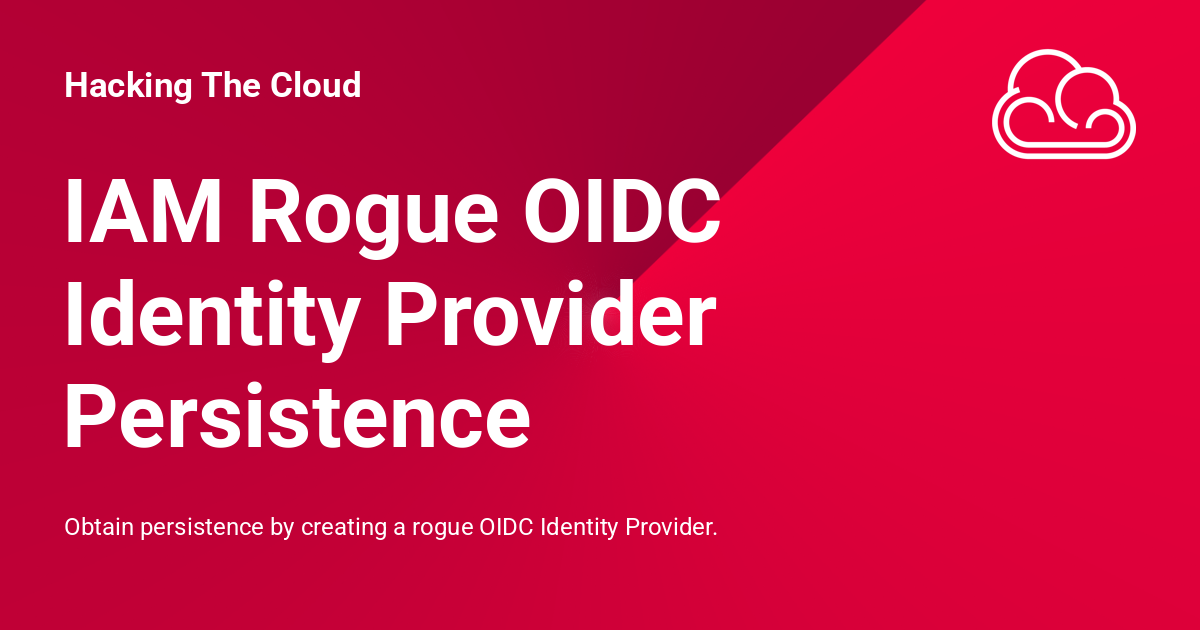 Hacking The Cloud
IAM Rogue OIDC
Identity Provider
Persistence
Obtain persistence by creating a rogue OIDC Identity Provider.